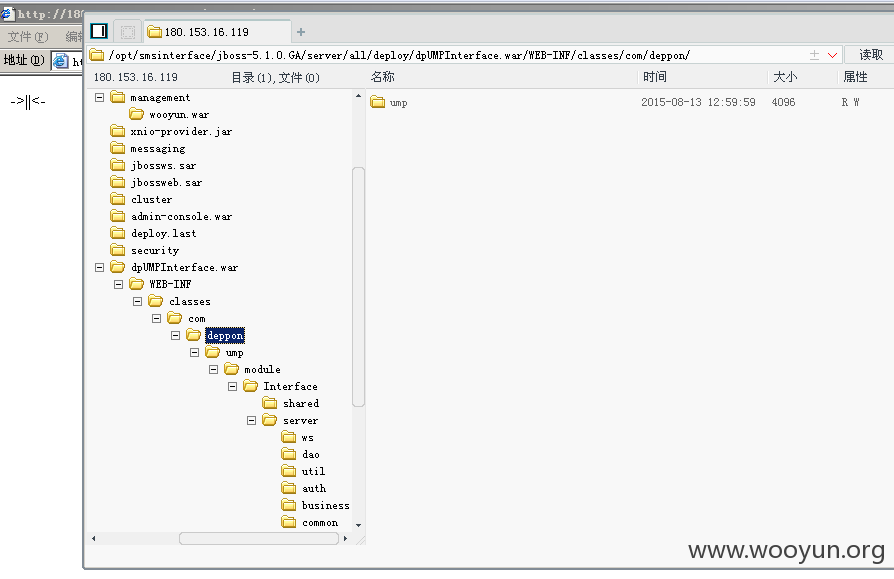 http://180
文件(F) 编辑
地址(D)
->||<-
180.153.16.119
/opt/smsinterface/jboss-5.1.0.GA/server/all/deploy/dpUMPInterface.war/WEB-INF/classes/com/deppon/
读取
180.153.16.119 目录(1),文件(0)
名称 时间 大小 属性
management
wooyun.war
xnio-provider.jar
messaging
jbossws.sar
jbossweb.sar
cluster
admin-console.war
deploy.last
security
dpUMPInterface.war
WEB-INF
classes
com
deppon
ump
module
Interface
shared
server
ws
dao
util
auth
business
common
ump 2015-08-13 12:59:59 4096 R W
www.wooyun.org